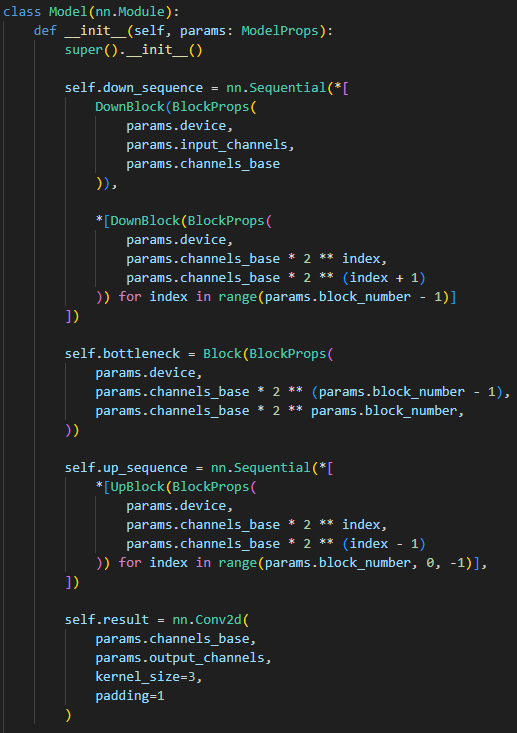 class Model(nn.Module):
    def __init__(self, params: ModelProps):
        super().__init__()

        self.down_sequence = nn.Sequential(*[
            DownBlock(BlockProps(
                params.device,
                params.input_channels,
                params.channels_base
            )),

            *[DownBlock(BlockProps(
                params.device,
                params.channels_base * 2 ** index,
                params.channels_base * 2 ** (index + 1)
            )) for index in range(params.block_number - 1)]
        ])

        self.bottleneck = Block(BlockProps(
            params.device,
            params.channels_base * 2 ** (params.block_number - 1),
            params.channels_base * 2 ** params.block_number,
        ))

        self.up_sequence = nn.Sequential(*[
            *[UpBlock(BlockProps(
                params.device,
                params.channels_base * 2 ** index,
                params.channels_base * 2 ** (index - 1)
            )) for index in range(params.block_number, 0, -1)],
        ])

        self.result = nn.Conv2d(
            params.channels_base,
            params.output_channels,
            kernel_size=3,
            padding=1
        )